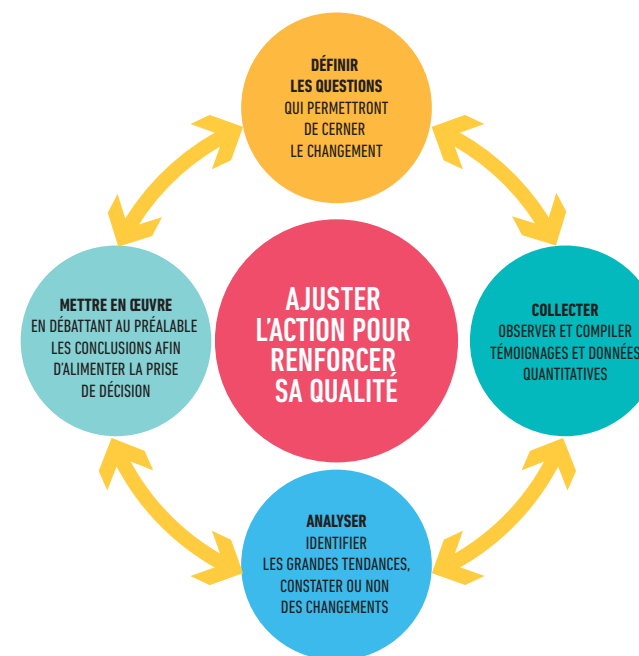 DÉFINIR
LES QUESTIONS
QUI PERMETTRONT
DE CERNER
LE CHANGEMENT
METTRE EN ŒUVRE
EN DÉBATTANT AU PRÉALABLE
LES CONCLUSIONS AFIN
D'ALIMENTER LA PRISE
DE DÉCISION
AJUSTER
L'ACTION POUR
RENFORCER
SA QUALITÉ
COLLECTER
OBSERVER ET COMPILER
TÉMOIGNAGES ET DONNÉES
QUANTITATIVES
ANALYSER
IDENTIFIER
LES GRANDES TENDANCES,
CONSTATER OU NON
DES CHANGEMENTS